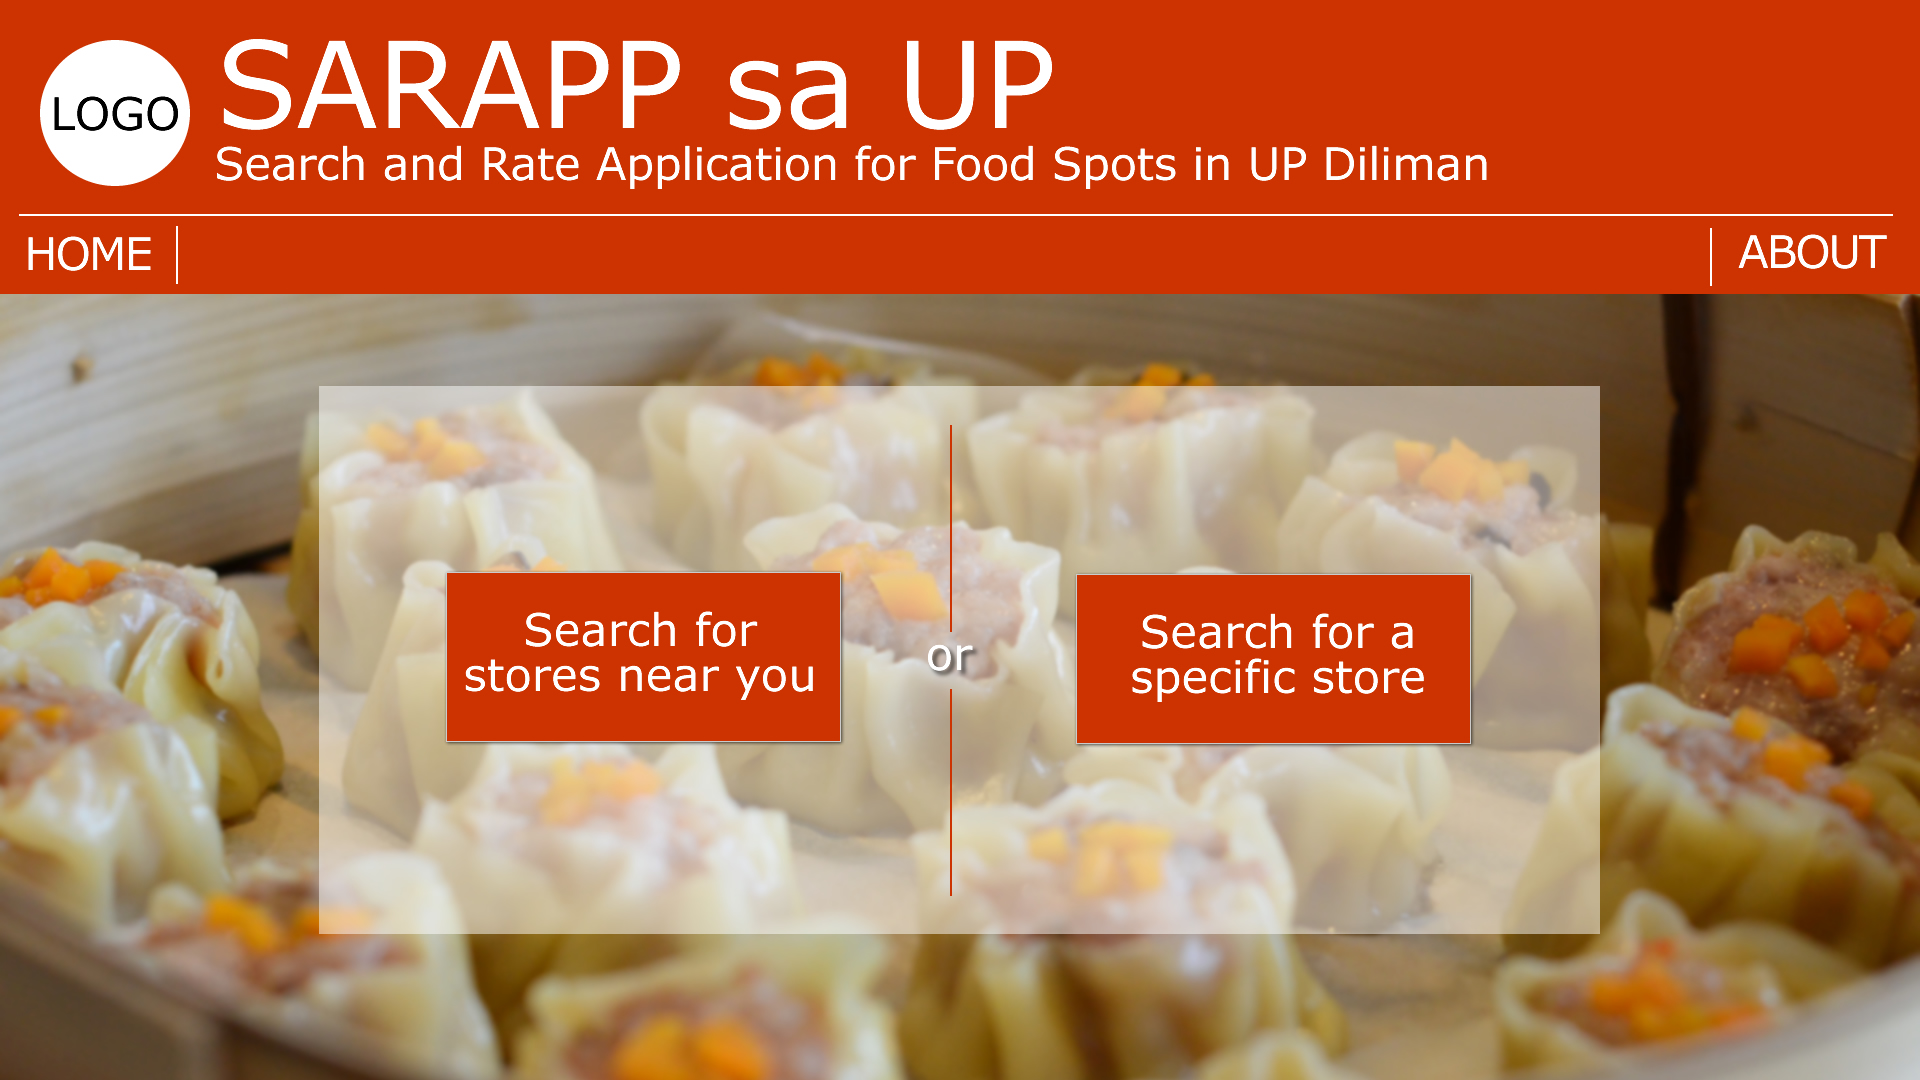 LOGO
SARAPP sa UP
Search and Rate Application for Food Spots in UP Diliman
HOME
ABOUT
Search for
stores near you
or
Search for a
specific store